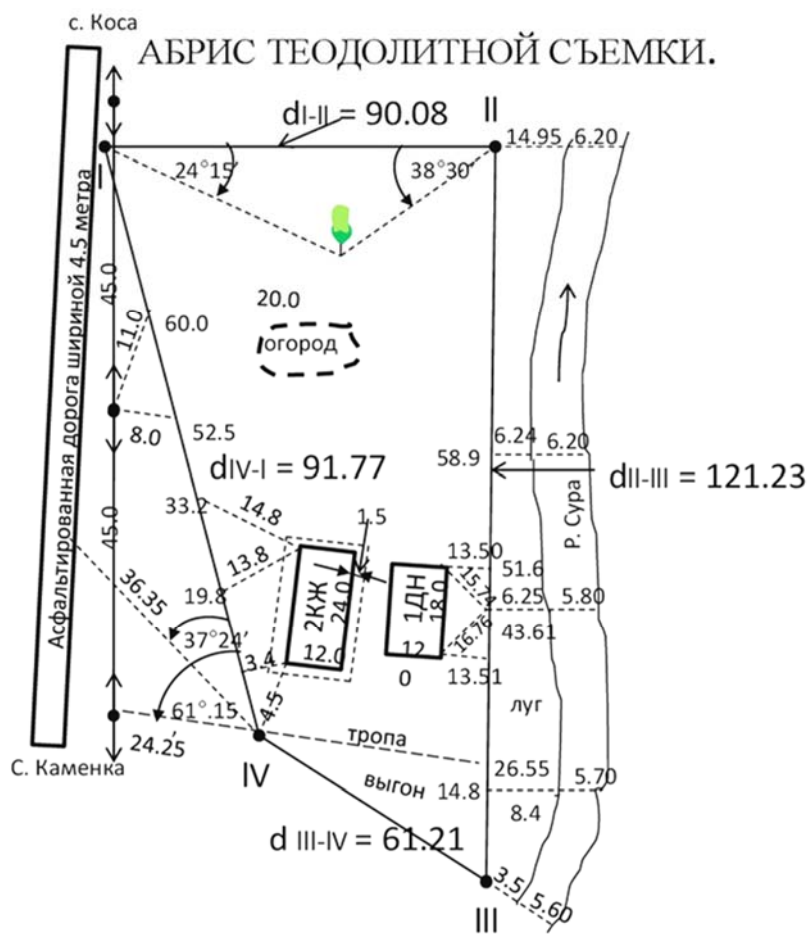 с. Коса
АБРИС ТЕОДОЛИТНОЙ СЪЕМКИ.
dI-II = 90.08
II
14.95 6.20
I
24°15′
38°30′
Асфальтированная дорога шириной 4.5 метра
45.0
11.0
60.0
20.0
огород
8.0
52.5
58.9
6.24 6.20
dIV-I = 91.77
dII-III = 121.23
Р. Сура
45.0
33.2
14.8
1.5
13.50
51.6
36.35
13.8
19.8
2КЖ
24.0
12.0
1ДН
18.0
12
0
15.74
16.76
6.25 5.80
43.61
37°24′
3.4
13.51
61°.15′
4.5
луг
24.25
тропа
С. Каменка
IV
выгон
14.8
26.55
5.70
8.4
d III-IV = 61.21
3.5
5.60
III